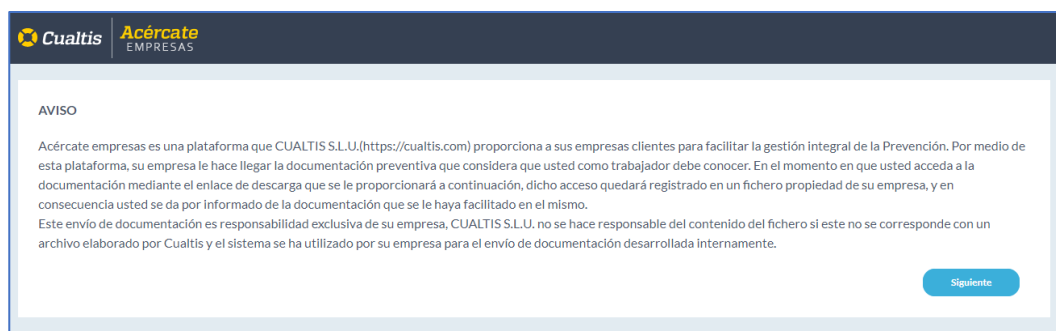 Cualtis
Acércate
EMPRESAS
AVISO
Acércate empresas es una plataforma que CUALTIS S.L.U.(https://cualtis.com) proporciona a sus empresas clientes para facilitar la gestión integral de la Prevención. Por medio de
esta plataforma, su empresa le hace llegar la documentación preventiva que considera que usted como trabajador debe conocer. En el momento en que usted acceda a la
documentación mediante el enlace de descarga que se le proporcionará a continuación, dicho acceso quedará registrado en un fichero propiedad de su empresa, y en
consecuencia usted se da por informado de la documentación que se le haya facilitado en el mismo.
Este envío de documentación es responsabilidad exclusiva de su empresa, CUALTIS S.L.U. no se hace responsable del contenido del fichero si este no se corresponde con un
archivo elaborado por Cualtis y el sistema se ha utilizado por su empresa para el envío de documentación desarrollada internamente.
Siguiente